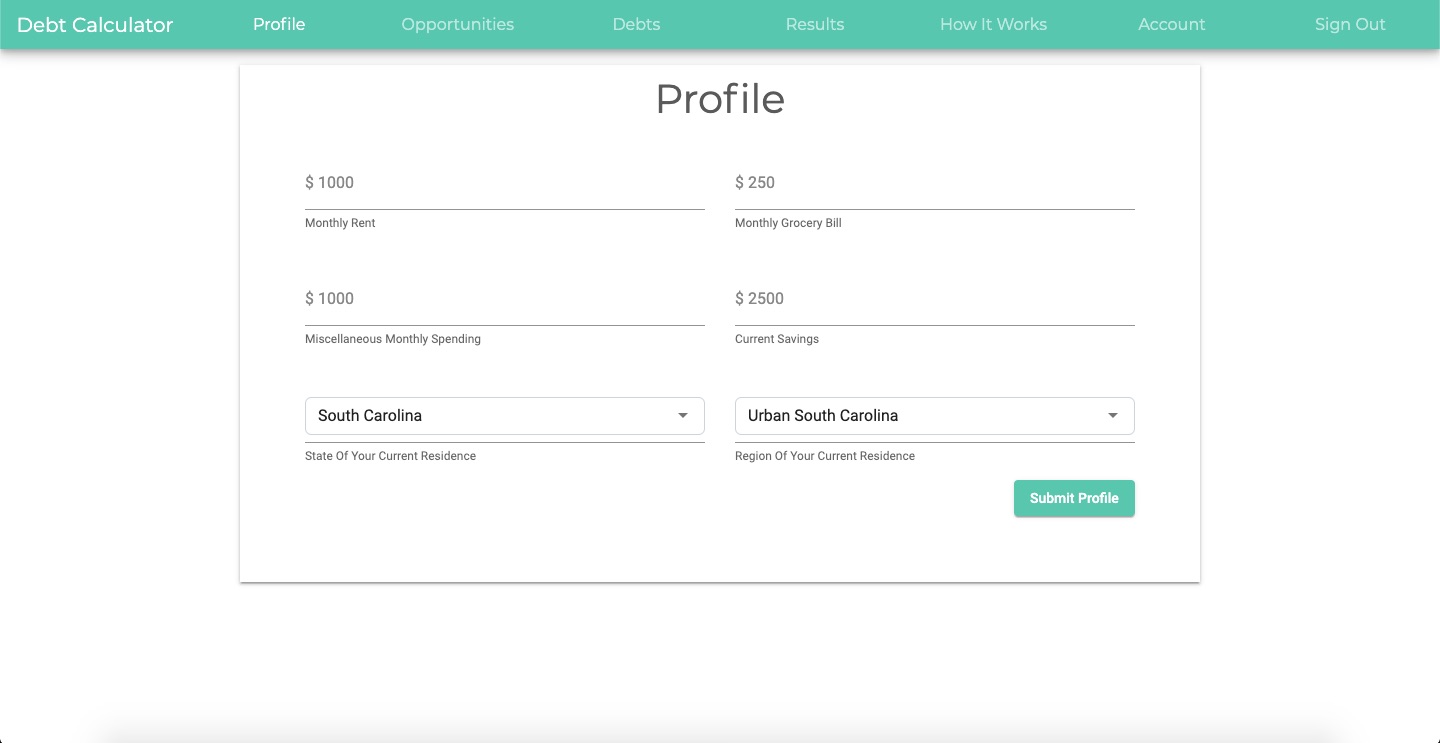 Debt Calculator Profile Opportunities Debts Results How It Works Account Sign Out
Profile
$ 1000 $ 250
Monthly Rent Monthly Grocery Bill
$ 1000 $ 2500
Miscellaneous Monthly Spending Current Savings
South Carolina Urban South Carolina
State Of Your Current Residence Region Of Your Current Residence
Submit Profile